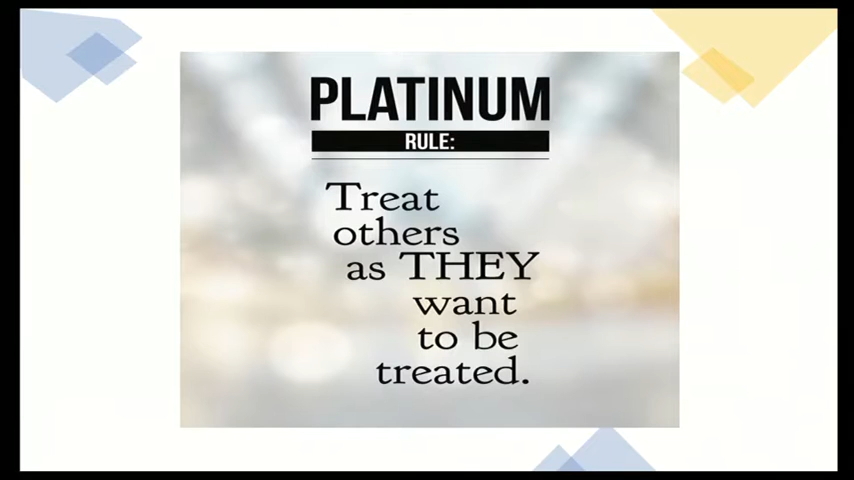 PLATINUM
RULE:
Treat
others
as THEY
want
to be
treated.